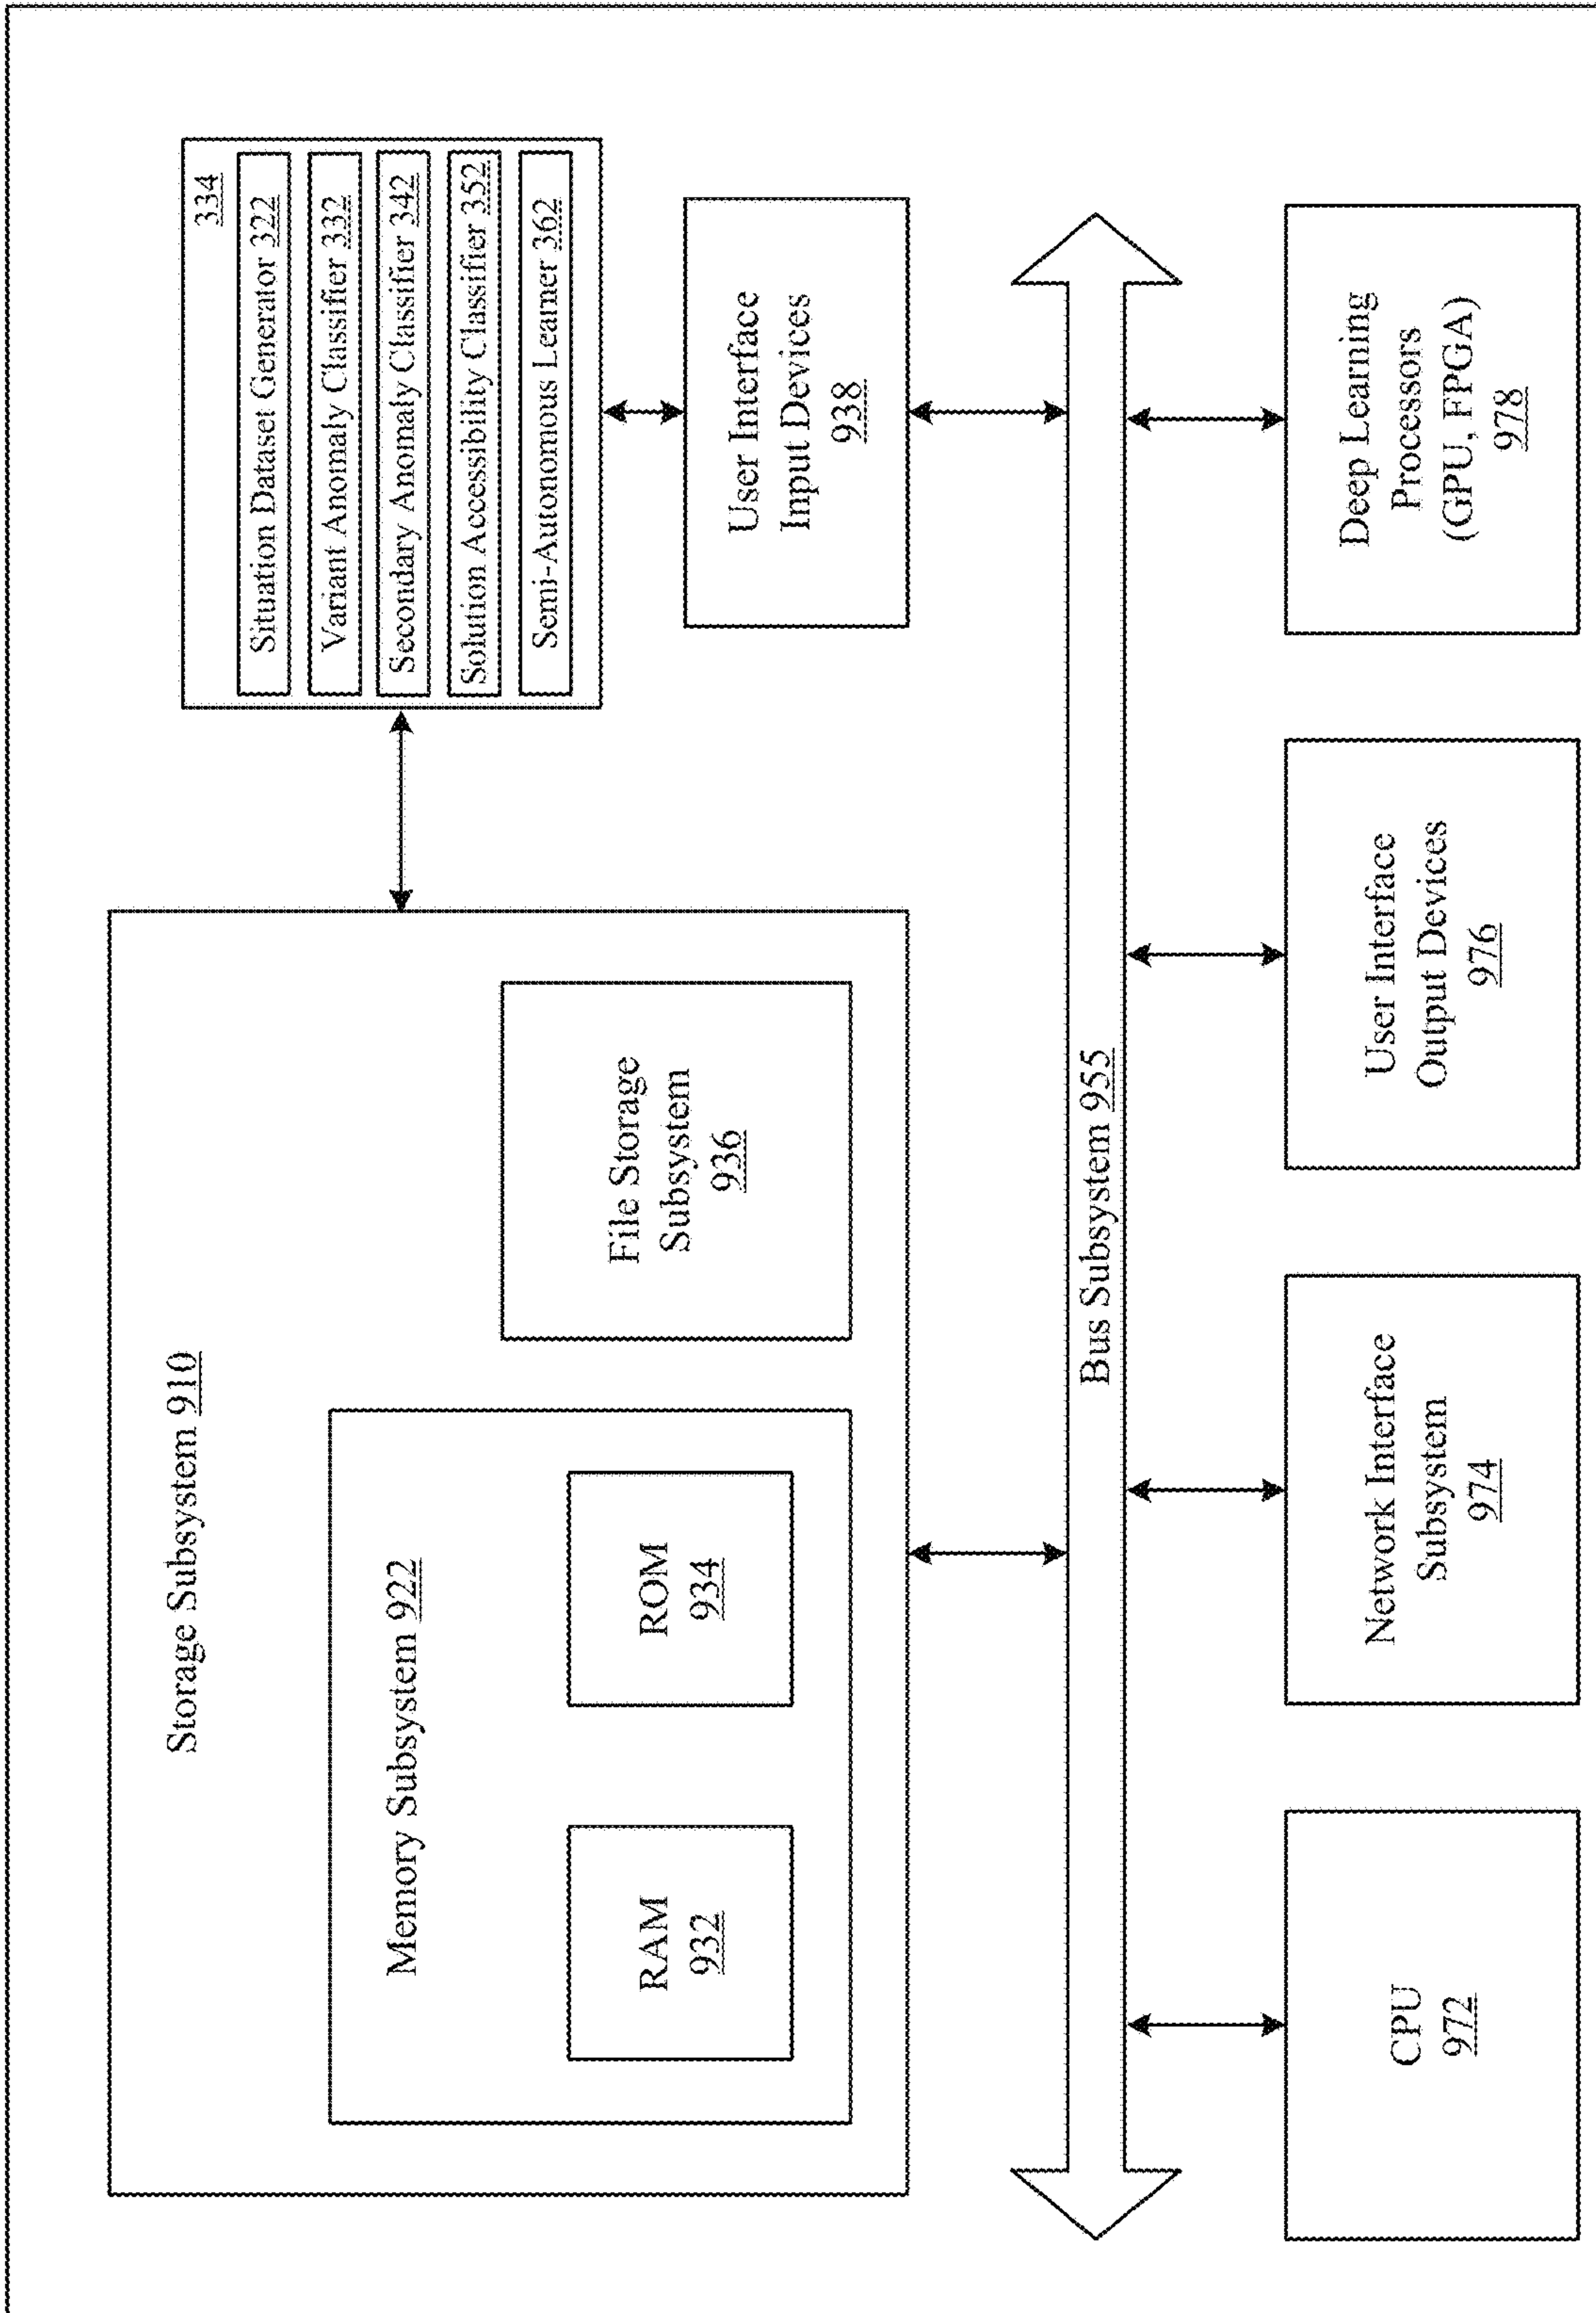 Storage Subsystem 910
Memory Subsystem 922
RAM
932
ROM
934
File Storage
Subsystem
936
334
Situation Dataset Generator 322
Variant Anomaly Classifier 332
Secondary Anomaly Classifier 342
Solution Accessibility Classifier 352
Semi-Autonomous Learner 362
User Interface
Input Devices
938
Bus Subsystem 955
CPU
972
Network Interface
Subsystem
974
User Interface
Output Devices
976
Deep Learning
Processors
(GPU, FPGA)
978